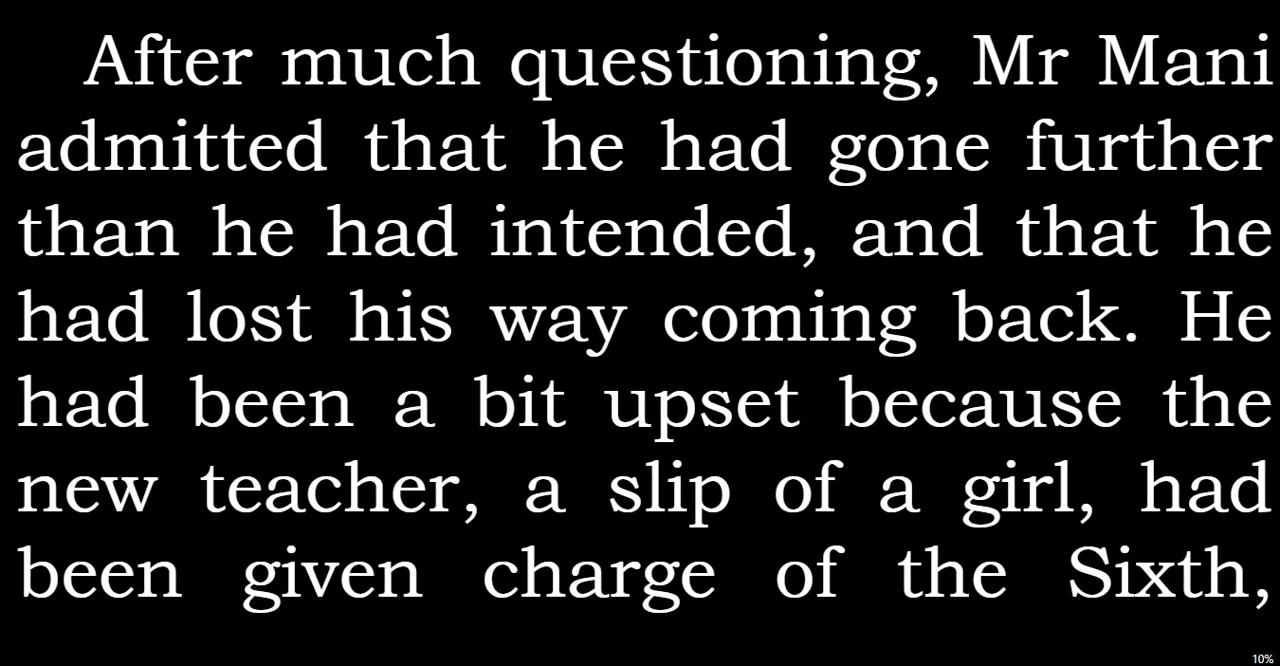 After much questioning, Mr Mani
admitted that he had gone further
than he had intended, and that he
had lost his way coming back. He
had been a bit upset because the
new teacher, a slip of a girl, had
been given charge of the Sixth,
10%